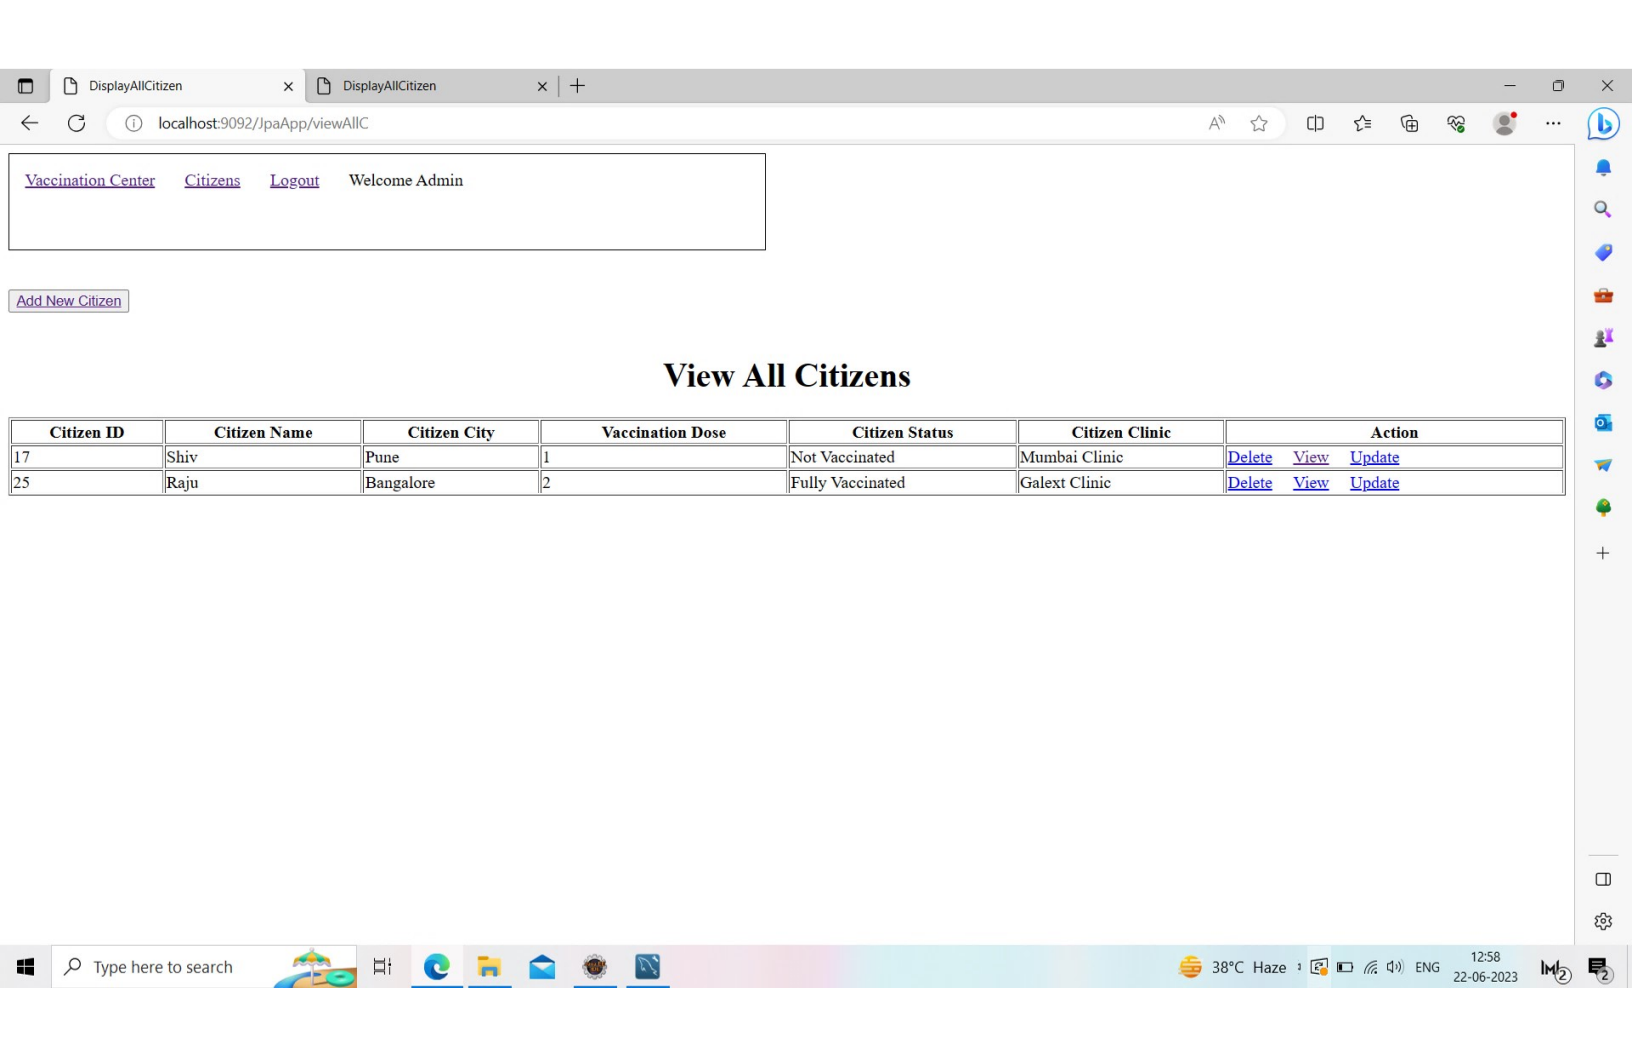 DisplayAllCitizen DisplayAllCitizen
localhost:9092/JpaApp/viewAllC
Vaccination Center Citizens Logout Welcome Admin
Add New Citizen
View All Citizens
Citizen ID Citizen Name Citizen City Vaccination Dose Citizen Status Citizen Clinic Action
17 Shiv Pune 1 Not Vaccinated Mumbai Clinic Delete View Update
25 Raju Bangalore 2 Fully Vaccinated Galext Clinic Delete View Update
Type here to search 38°C Haze ENG 12:58
22-06-2023